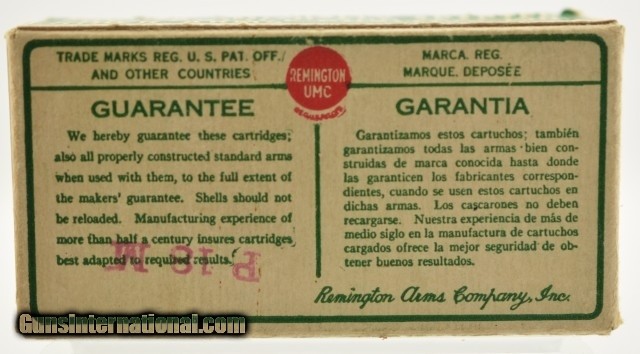 TRADE MARKS REG. U. S. PAT. OFF.
AND OTHER COUNTRIES
REMINGTON
UMC
MARCA. REG.
MARQUE. DEPOSÉE
GUARANTEE
We hereby guarantee these cartridges;
also all properly constructed standard arms
when used with them, to the full extent of
the makers' guarantee. Shells should not
be reloaded. Manufacturing experience of
more than half a century insures cartridges
best adapted to required results.
GARANTIA
Garantizamos estos cartuchos; también
garantizamos todas las armas bien con-
struidas de marca conocida hasta donde
las garanticen los fabricantes correspon-
dientes, cuando se usen estos cartuchos en
dichas armas. Los cascarones no deben
recargarse. Nuestra experiencia de más de
medio siglo en la manufactura de cartuchos
cargados ofrece la mejor seguridad de ob-
tener buenos resultados.
Remington Arms Company, Inc.
GunsInternational.com